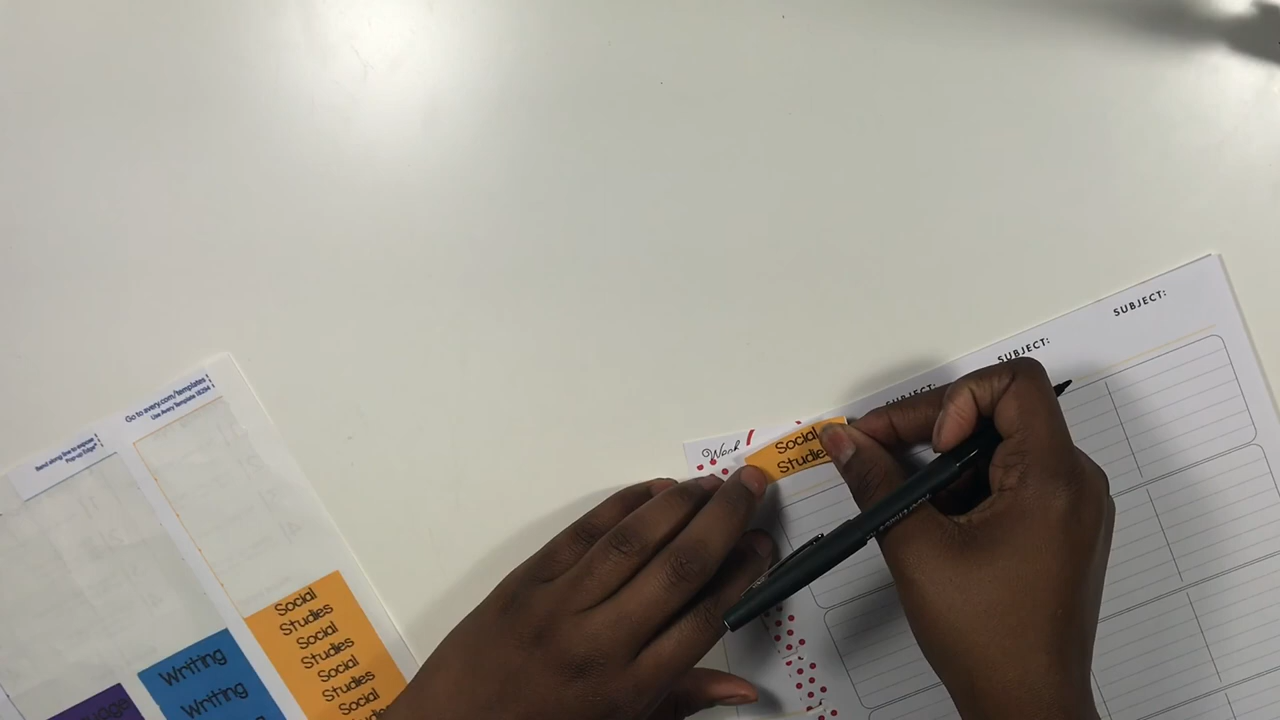 SUBJECT:
SUBJECT:
SUBJECT:
Week
Social
Studies
Go to avery.com/templates
Use Avery Template 18294
Bend along line to expose
Pop-up Edge®
Social
Studies
Social
Studies
Social
Studies
Social
Writing
Writing